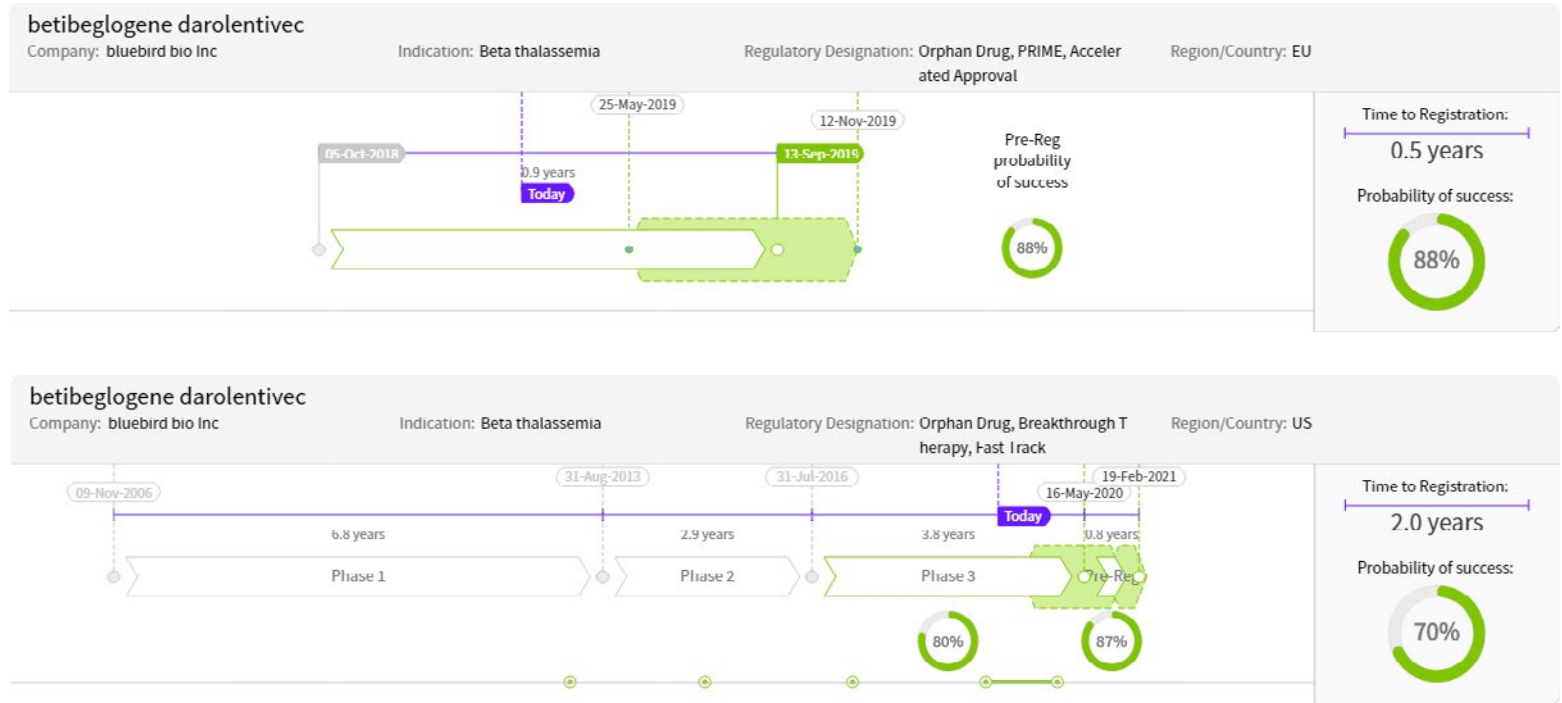 betibeglogene darolentivec
Company: bluebird bio Inc Indication: Beta thalassemia Regulatory Designation: Orphan Drug, PRIME, Acceler Region/Country: EU
ated Approval
25-May-2019
12-Nov-2019
Pre-Reg
probability
of success
05-Oct-2018
13-Sep-2019
0.9 years
Today
88%
Time to Registration:
0.5 years
Probability of success:
88%
betibeglogene darolentivec
Company: bluebird bio Inc Indication: Beta thalassemia Regulatory Designation: Orphan Drug, Breakthrough T Region/Country: US
herapy, Fast Track
31-Aug-2013 31-Jul-2016 19-Feb-2021
09-Nov-2006 16-May-2020
Today
6.8 years 2.9 years 3.8 years 0.8 years
Phase 1 Phase 2 Phase 3 Pre-Reg
80% 87%
Time to Registration:
2.0 years
Probability of success:
70%